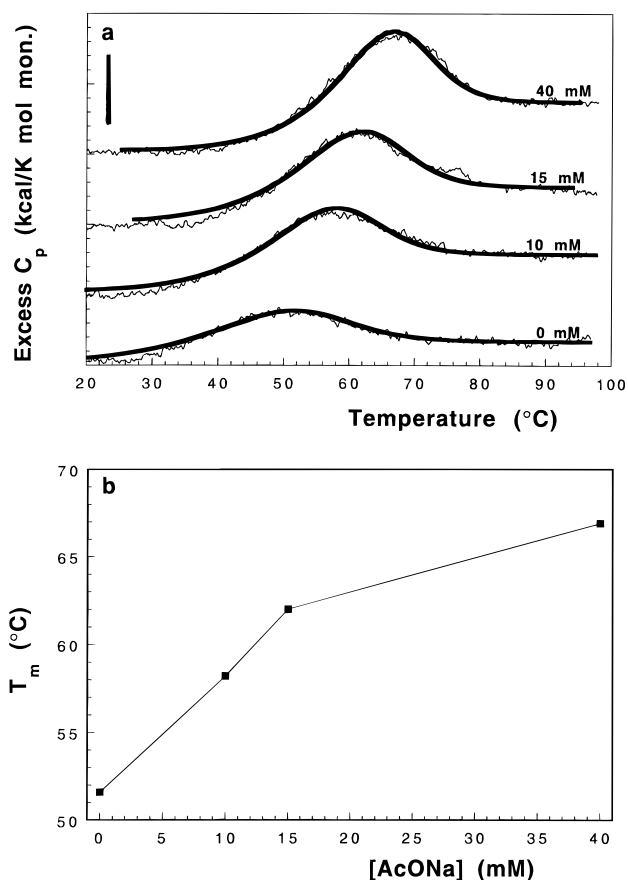 a
Excess Cp (kcal/K mol mon.)
40 mM
15 mM
10 mM
0 mM
20 30 40 50 60 70 80 90 100
Temperature (°C)
b
Tm (°C)
70
65
60
55
50
0 5 10 15 20 25 30 35 40
[AcONa] (mM)